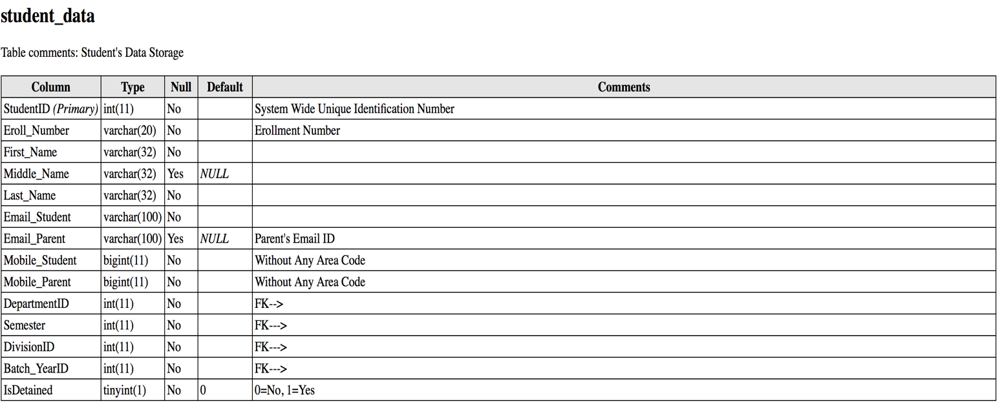 student_data
Table comments: Student's Data Storage
Column Type Null Default Comments
StudentID (Primary) int(11) No System Wide Unique Identification Number
Eroll_Number varchar(20) No Erollment Number
First_Name varchar(32) No
Middle_Name varchar(32) Yes NULL
Last_Name varchar(32) No
Email_Student varchar(100) No
Email_Parent varchar(100) Yes NULL Parent's Email ID
Mobile_Student bigint(11) No Without Any Area Code
Mobile_Parent bigint(11) No Without Any Area Code
DepartmentID int(11) No FK-->
Semester int(11) No FK--->
DivisionID int(11) No FK--->
Batch_YearID int(11) No FK--->
IsDetained tinyint(1) No 0 0=No, 1=Yes